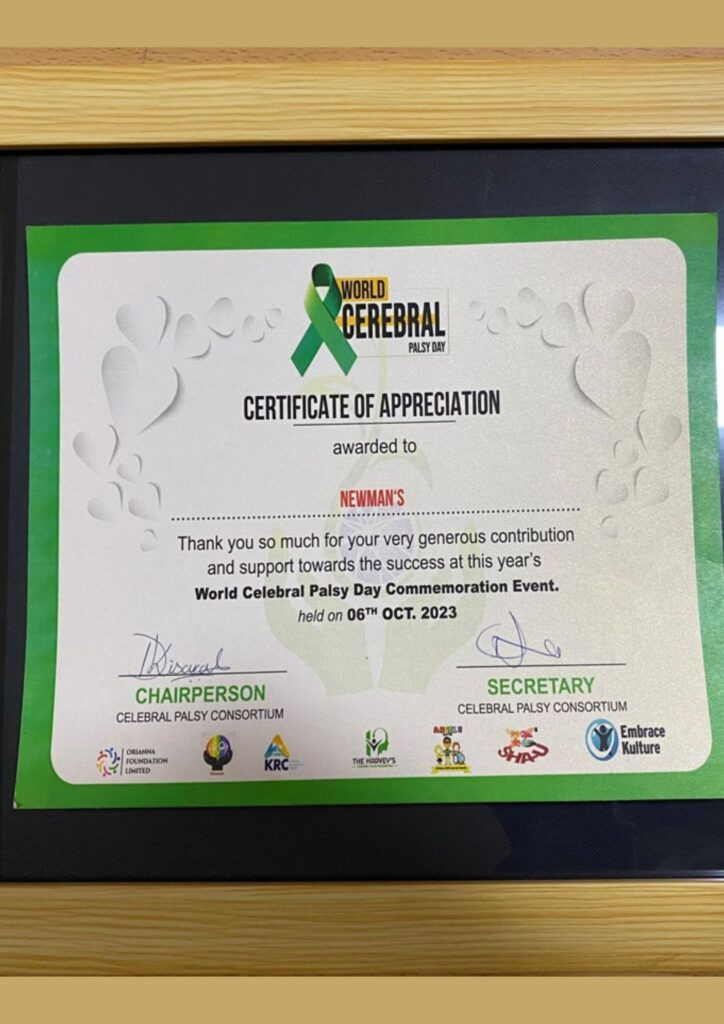 WORLD
CEREBRAL
PALSY DAY
CERTIFICATE OF APPRECIATION
awarded to
NEWMAN'S
Thank you so much for your very generous contribution
and support towards the success at this year's
World Celebral Palsy Day Commemoration Event.
held on 06TH OCT. 2023
CHAIRPERSON
CELEBRAL PALSY CONSORTIUM
SECRETARY
CELEBRAL PALSY CONSORTIUM
ORIANNA
FOUNDATION
LIMITED
KRC
THE HARVEY'S
SHAD
Embrace
Kulture